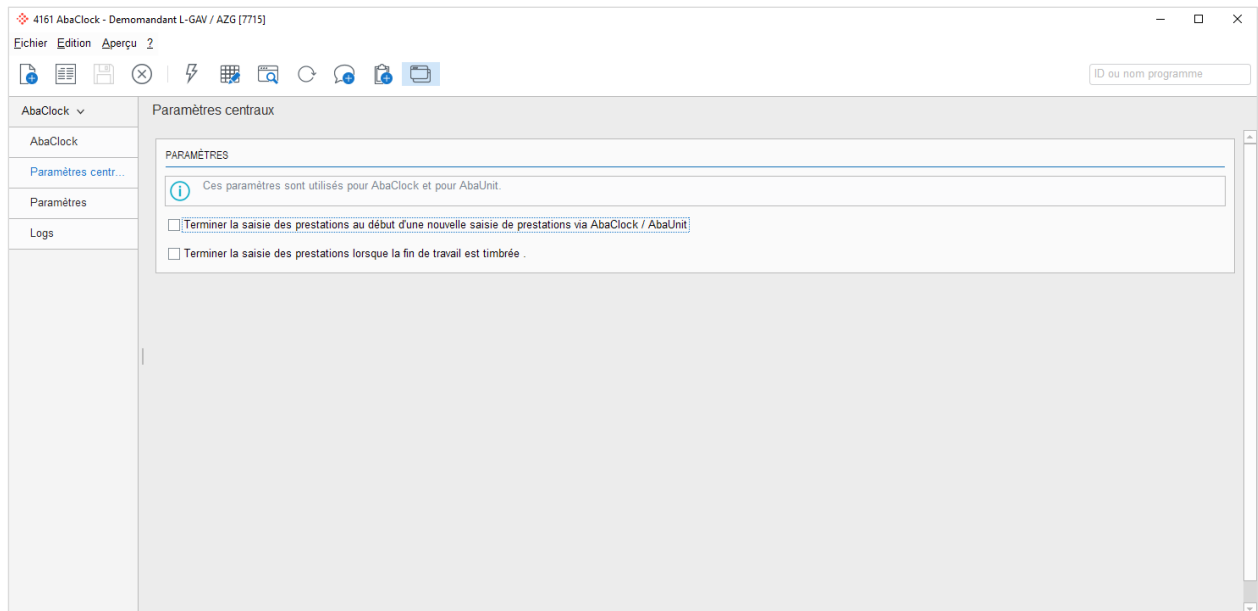 4161 AbaClock - Demomandant L-GAV / AZG [7715]
Fichier Edition Aperçu ?
ID ou nom programme
AbaClock
Paramètres centraux
AbaClock
Paramètres centr...
Paramètres
Logs
PARAMÈTRES
Ces paramètres sont utilisés pour AbaClock et pour AbaUnit.
Terminer la saisie des prestations au début d'une nouvelle saisie de prestations via AbaClock / AbaUnit
Terminer la saisie des prestations lorsque la fin de travail est timbrée .